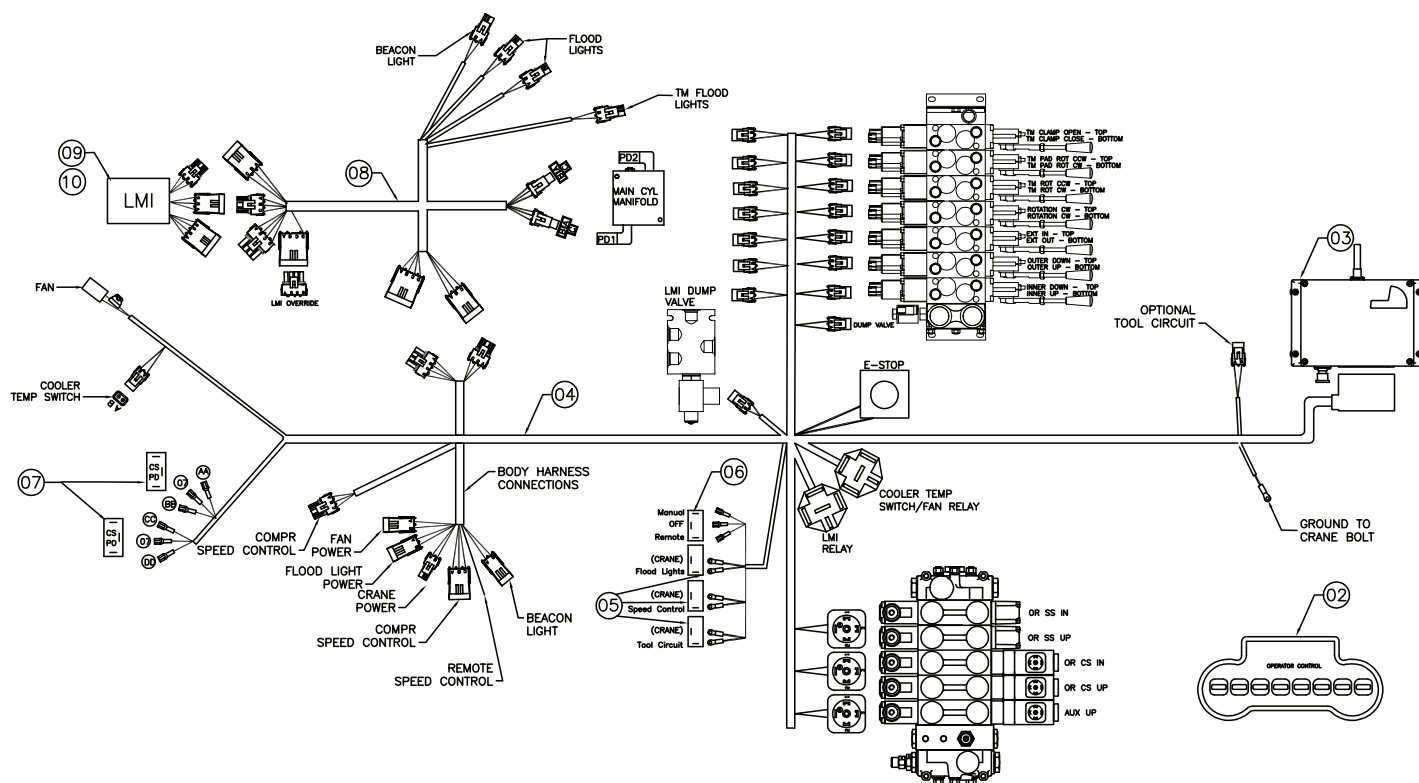 BEACON
LIGHT
FLOOD
LIGHTS
TM FLOOD
LIGHTS
09
10
LMI
08
PD2
MAIN CYL
MANIFOLD
PD1
LMI OVERRIDE
TM CLAMP OPEN - TOP
TM CLAMP CLOSE - BOTTOM
TM PAD ROT CCW - TOP
TM PAD ROT CW - BOTTOM
TM ROT CCW - TOP
TM ROT CW - BOTTOM
ROTATION CW - TOP
ROTATION CW - BOTTOM
EXT IN - TOP
EXT OUT - BOTTOM
OUTER DOWN - TOP
OUTER UP - BOTTOM
INNER DOWN - TOP
INNER UP - BOTTOM
DUMP VALVE
03
FAN
LMI DUMP
VALVE
OPTIONAL
TOOL CIRCUIT
E-STOP
COOLER
TEMP SWITCH
B
A
04
07
CS
PD
CS
PO
AA
07
BB
CC
07
DD
BODY HARNESS
CONNECTIONS
COMPR
SPEED CONTROL
FAN
POWER
FLOOD LIGHT
POWER
CRANE
POWER
COMPR
SPEED CONTROL
REMOTE
SPEED CONTROL
BEACON
LIGHT
06
Manual
OFF
Remote
(CRANE)
Flood Lights
05
(CRANE)
Speed Control
(CRANE)
Tool Circuit
COOLER TEMP
SWITCH/FAN RELAY
LMI
RELAY
GROUND TO
CRANE BOLT
OR SS IN
OR SS UP
OR CS IN
OR CS UP
AUX UP
02
OPERATOR CONTROL